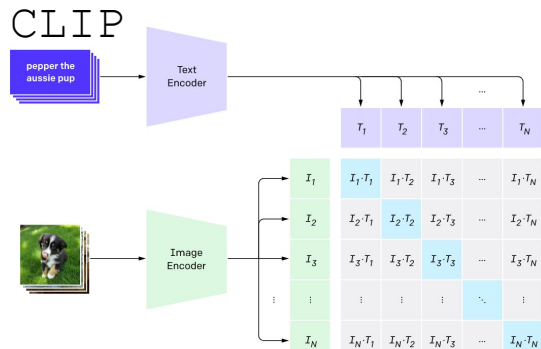 CLIP
pepper the
aussie pup
Text
Encoder
...
T1 T2 T3 ... TN
I1 I1·T1 I1·T2 I1·T3 ... I1·TN
I2 I2·T1 I2·T2 I2·T3 ... I2·TN
I3 I3·T1 I3·T2 I3·T3 ... I3·TN
Image
Encoder
⋮ ⋮ ⋮ ⋮ ⋮ ⋱ ⋮
IN IN·T1 IN·T2 IN·T3 ... IN·TN